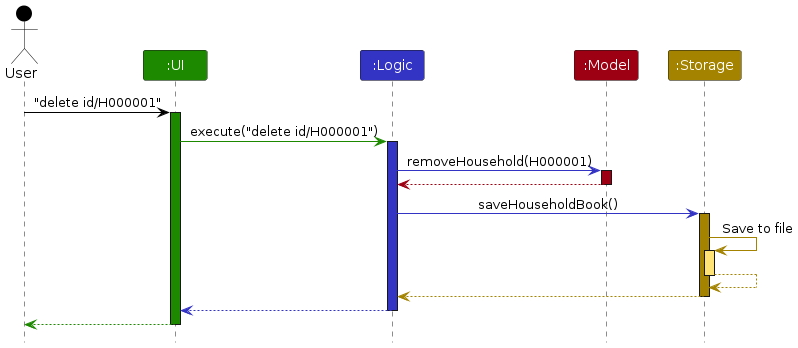 User
:UI
:Logic
:Model
:Storage
"delete id/H000001"
execute("delete id/H000001")
removeHousehold(H000001)
saveHouseholdBook()
Save to file